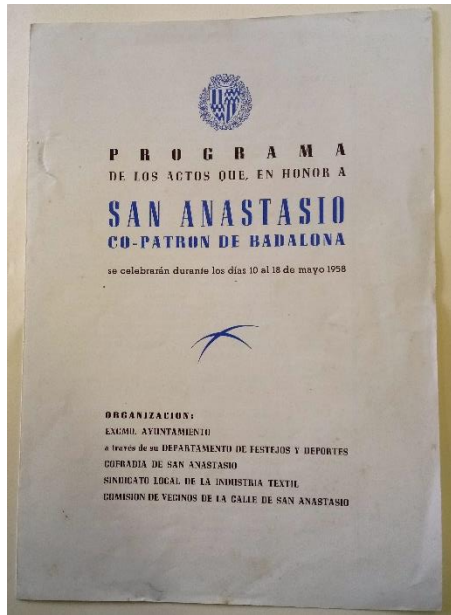 PROGRAMA
DE LOS ACTOS QUE, EN HONOR A
SAN ANASTASIO
CO-PATRON DE BADALONA
se celebrarán durante los días 10 al 18 de mayo 1958
ORGANIZACION:
EXCMO. AYUNTAMIENTO
a través de su DEPARTAMENTO DE FESTEJOS Y DEPORTES
COFRADIA DE SAN ANASTASIO
SINDICATO LOCAL DE LA INDUSTRIA TEXTIL
COMISION DE VECINOS DE LA CALLE DE SAN ANASTASIO